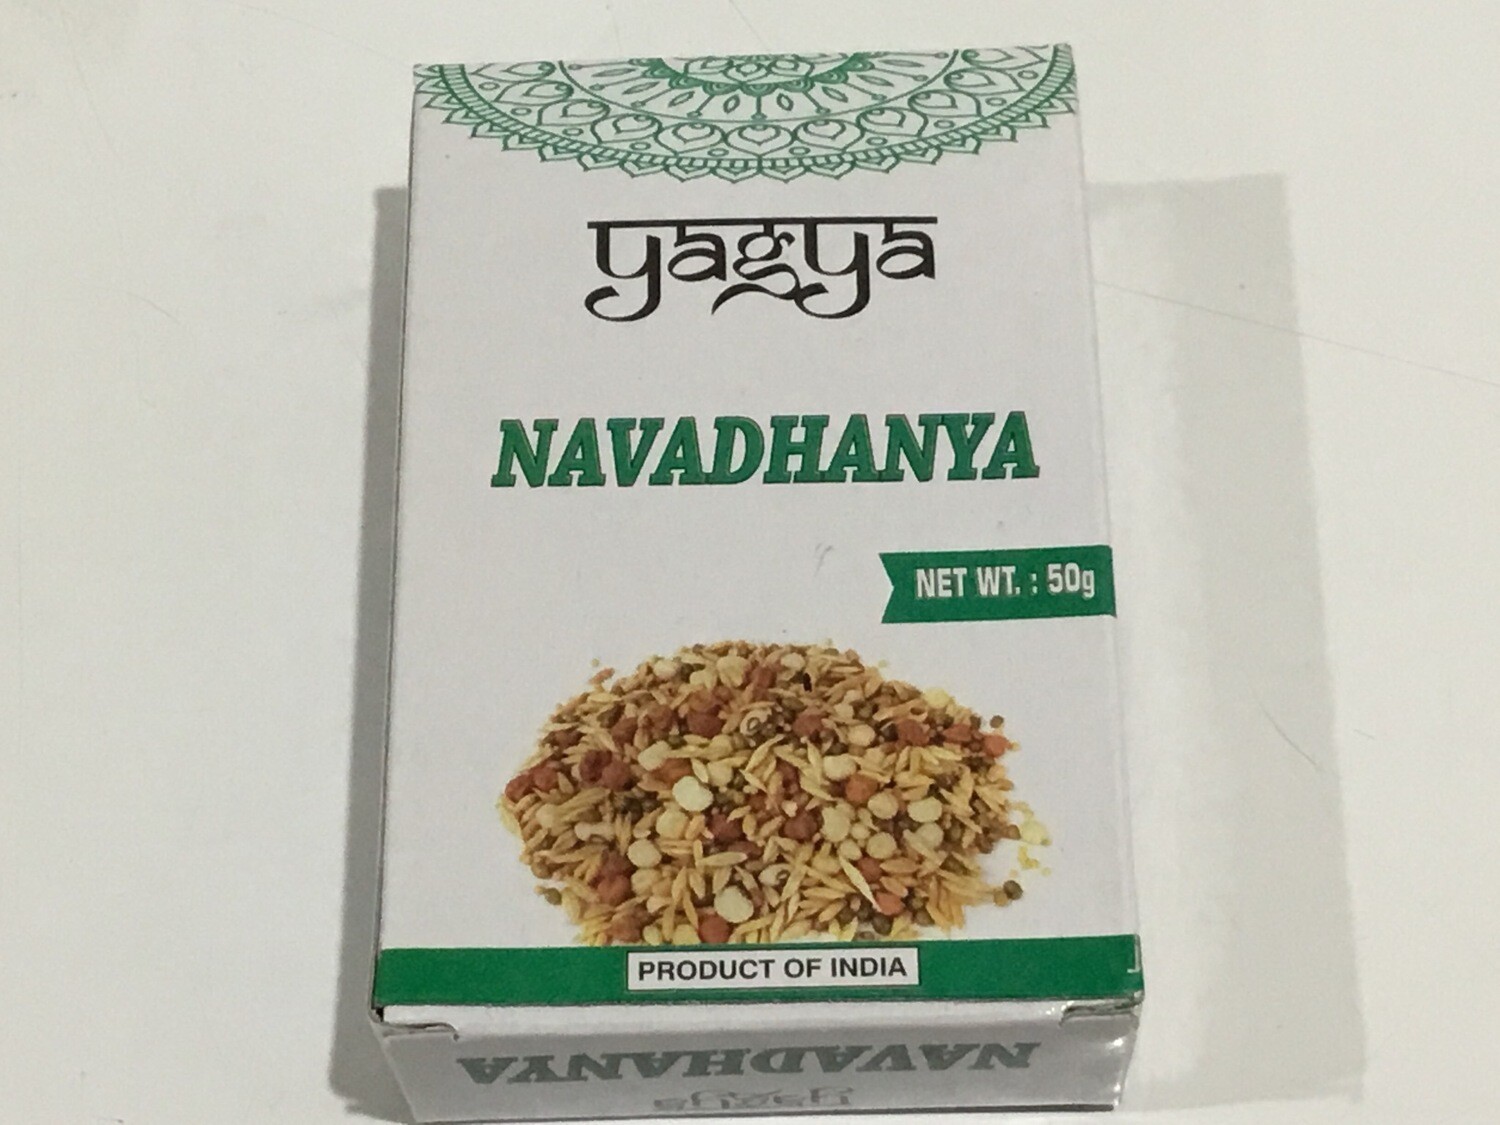 yagya
NAVADHANYA
NET WT. : 50g
PRODUCT OF INDIA
NAVADHANYA
yagya